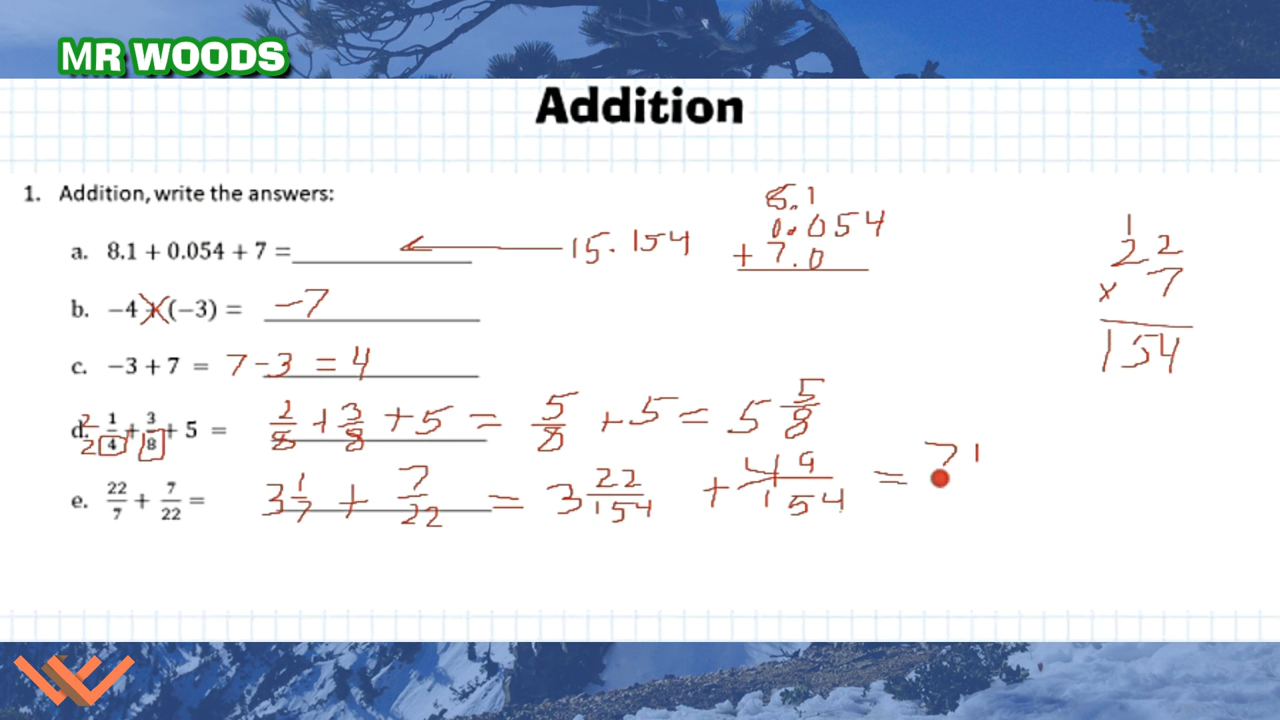 MR WOODS
Addition
1. Addition, write the answers:
8.1
0.054
+ 7.0
a. 8.1 + 0.054 + 7 = ____ 15.154
1
22
x 7
154
b. −4 + (−3) = −7
c. −3 + 7 = 7 - 3 = 4
d. 2/2 1/4 + 3/8 + 5 = 2/8 + 3/8 + 5 = 5/8 + 5 = 5 5/8
e. 22/7 + 7/22 = 3 1/7 + 7/22 = 3 22/154 + 49/154 = 71